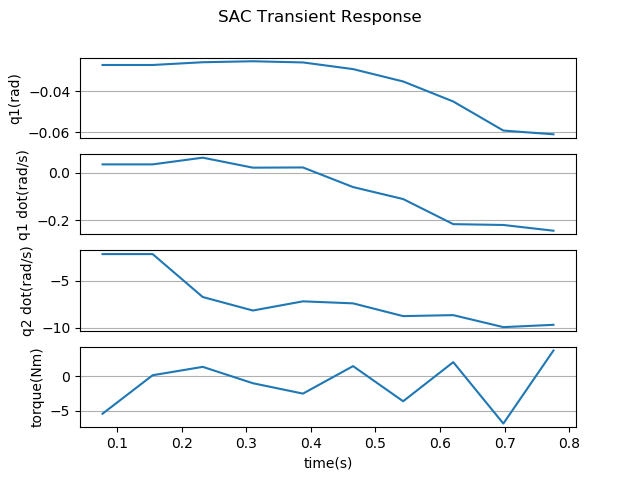 SAC Transient Response
q1(rad)
−0.04
−0.06
q1 dot(rad/s)
0.0
−0.2
q2 dot(rad/s)
−5
−10
torque(Nm)
0
−5
0.1 0.2 0.3 0.4 0.5 0.6 0.7 0.8
time(s)